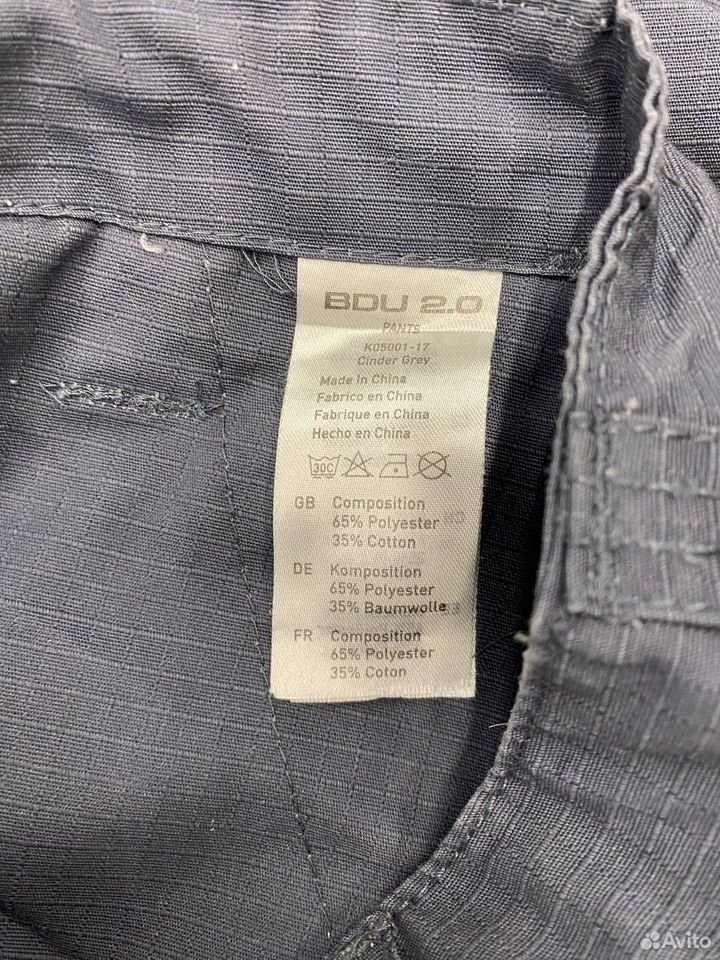 BDU 2.0
PANTS
K05001-17
Cinder Grey
Made in China
Fabrico en China
Fabrique en China
Hecho en China
30C
GB Composition
65% Polyester
35% Cotton
DE Komposition
65% Polyester
35% Baumwolle
FR Composition
65% Polyester
35% Coton
Avito